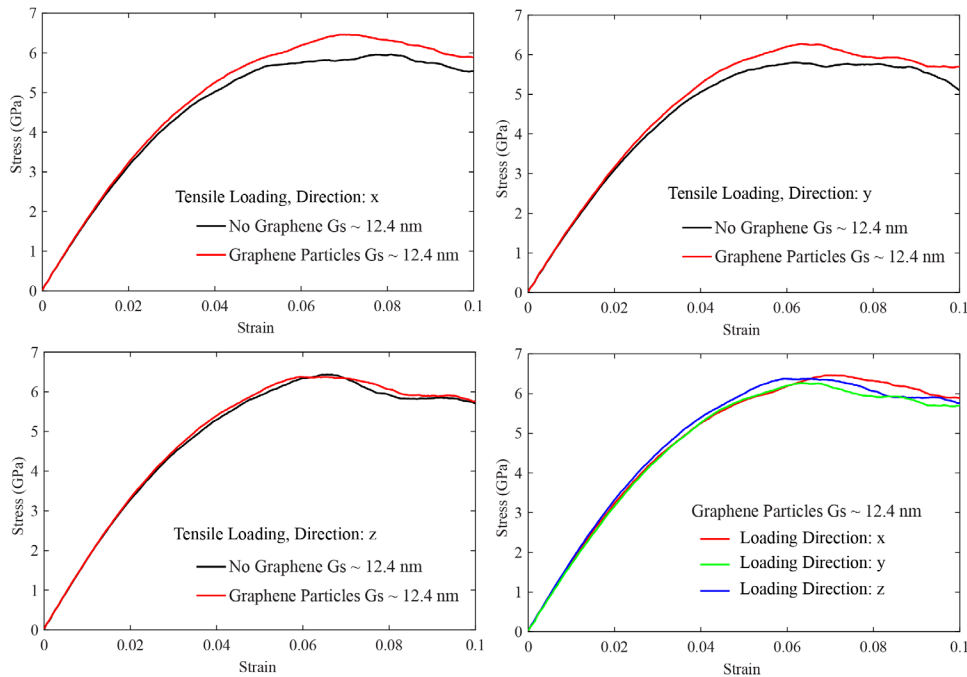 7
6
5
4
3
2
1
0
Stress (GPa)
Tensile Loading, Direction: x
No Graphene Gs ~ 12.4 nm
Graphene Particles Gs ~ 12.4 nm
0 0.02 0.04 0.06 0.08 0.1
Strain
7
6
5
4
3
2
1
0
Stress (GPa)
Tensile Loading, Direction: y
No Graphene Gs ~ 12.4 nm
Graphene Particles Gs ~ 12.4 nm
0 0.02 0.04 0.06 0.08 0.1
Strain
7
6
5
4
3
2
1
0
Stress (GPa)
Tensile Loading, Direction: z
No Graphene Gs ~ 12.4 nm
Graphene Particles Gs ~ 12.4 nm
0 0.02 0.04 0.06 0.08 0.1
Strain
7
6
5
4
3
2
1
0
Stress (GPa)
Graphene Particles Gs ~ 12.4 nm
Loading Direction: x
Loading Direction: y
Loading Direction: z
0 0.02 0.04 0.06 0.08 0.1
Strain